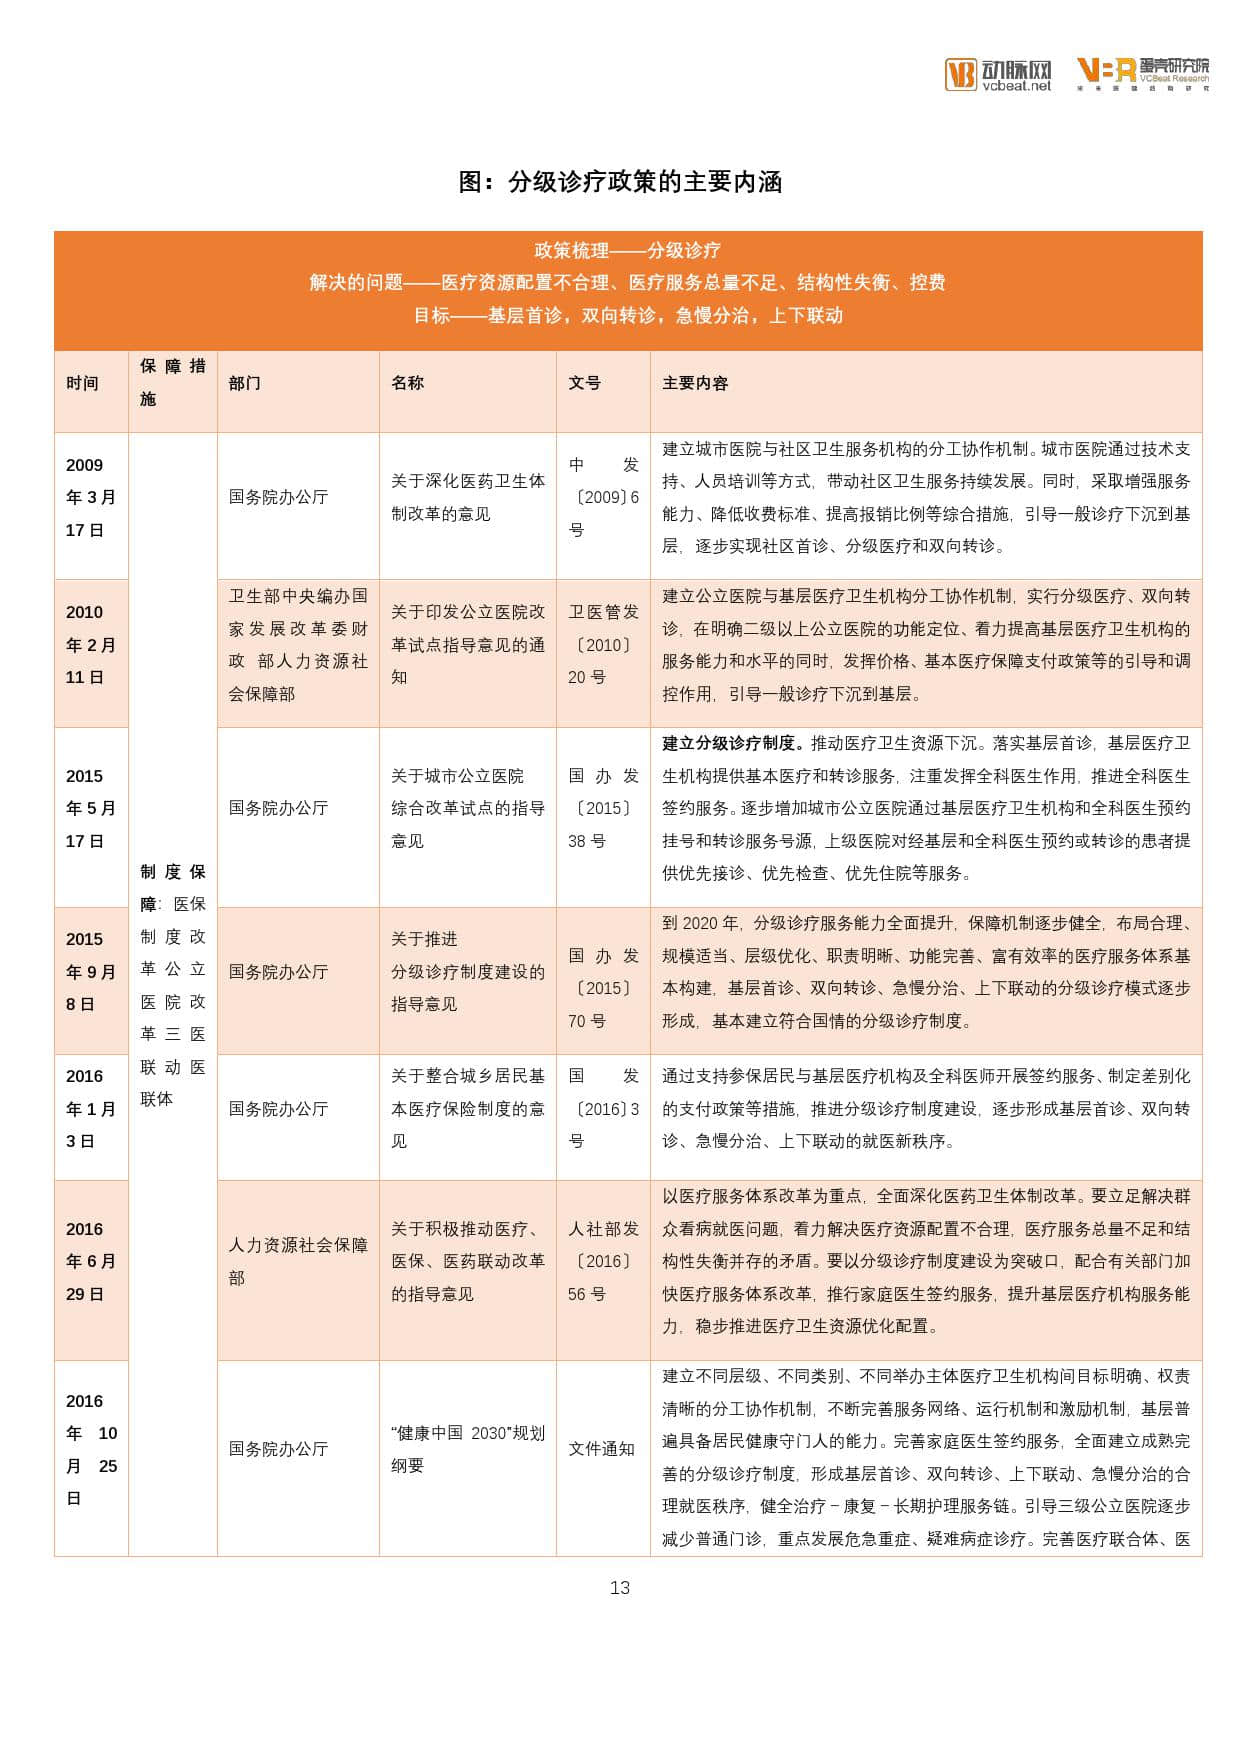 动脉网
vcbeat.net
VBR 蛋壳研究院
VCBeat Research
未来医健战略研究
图：分级诊疗政策的主要内涵
政策梳理——分级诊疗
解决的问题——医疗资源配置不合理、医疗服务总量不足、结构性失衡、控费
目标——基层首诊，双向转诊，急慢分治，上下联动
时间
保障措
施
部门
名称
文号
主要内容
2009
年 3 月
17 日
国务院办公厅
关于深化医药卫生体
制改革的意见
中 发
〔2009〕6
号
建立城市医院与社区卫生服务机构的分工协作机制。城市医院通过技术支
持、人员培训等方式，带动社区卫生服务持续发展。同时，采取增强服务
能力、降低收费标准、提高报销比例等综合措施，引导一般诊疗下沉到基
层，逐步实现社区首诊、分级医疗和双向转诊。
2010
年 2 月
11 日
卫生部中央编办国
家发展改革委财
政 部人力资源社
会保障部
关于印发公立医院改
革试点指导意见的通
知
卫医管发
〔2010〕
20 号
建立公立医院与基层医疗卫生机构分工协作机制，实行分级医疗、双向转
诊，在明确二级以上公立医院的功能定位、着力提高基层医疗卫生机构的
服务能力和水平的同时，发挥价格、基本医疗保障支付政策等的引导和调
控作用，引导一般诊疗下沉到基层。
2015
年 5 月
17 日
国务院办公厅
关于城市公立医院
综合改革试点的指导
意见
国 办 发
〔2015〕
38 号
建立分级诊疗制度。推动医疗卫生资源下沉。落实基层首诊，基层医疗卫
生机构提供基本医疗和转诊服务，注重发挥全科医生作用，推进全科医生
签约服务。逐步增加城市公立医院通过基层医疗卫生机构和全科医生预约
挂号和转诊服务号源，上级医院对经基层和全科医生预约或转诊的患者提
供优先接诊、优先检查、优先住院等服务。
制度保
障：医保
制度改
革公立
医院改
革三医
联动医
联体
2015
年 9 月
8 日
国务院办公厅
关于推进
分级诊疗制度建设的
指导意见
国 办 发
〔2015〕
70 号
到 2020 年，分级诊疗服务能力全面提升，保障机制逐步健全，布局合理、
规模适当、层级优化、职责明晰、功能完善、富有效率的医疗服务体系基
本构建，基层首诊、双向转诊、急慢分治、上下联动的分级诊疗模式逐步
形成，基本建立符合国情的分级诊疗制度。
2016
年 1 月
3 日
国务院办公厅
关于整合城乡居民基
本医疗保险制度的意
见
国 发
〔2016〕3
号
通过支持参保居民与基层医疗机构及全科医师开展签约服务、制定差别化
的支付政策等措施，推进分级诊疗制度建设，逐步形成基层首诊、双向转
诊、急慢分治、上下联动的就医新秩序。
2016
年 6 月
29 日
人力资源社会保障
部
关于积极推动医疗、
医保、医药联动改革
的指导意见
人社部发
〔2016〕
56 号
以医疗服务体系改革为重点，全面深化医药卫生体制改革。要立足解决群
众看病就医问题，着力解决医疗资源配置不合理，医疗服务总量不足和结
构性失衡并存的矛盾。要以分级诊疗制度建设为突破口，配合有关部门加
快医疗服务体系改革，推行家庭医生签约服务，提升基层医疗机构服务能
力，稳步推进医疗卫生资源优化配置。
2016
年 10
月 25
日
国务院办公厅
“健康中国 2030”规划
纲要
文件通知
建立不同层级、不同类别、不同举办主体医疗卫生机构间目标明确、权责
清晰的分工协作机制，不断完善服务网络、运行机制和激励机制，基层普
遍具备居民健康守门人的能力。完善家庭医生签约服务，全面建立成熟完
善的分级诊疗制度，形成基层首诊、双向转诊、上下联动、急慢分治的合
理就医秩序，健全治疗－康复－长期护理服务链。引导三级公立医院逐步
减少普通门诊，重点发展危急重症、疑难病症诊疗。完善医疗联合体、医
13